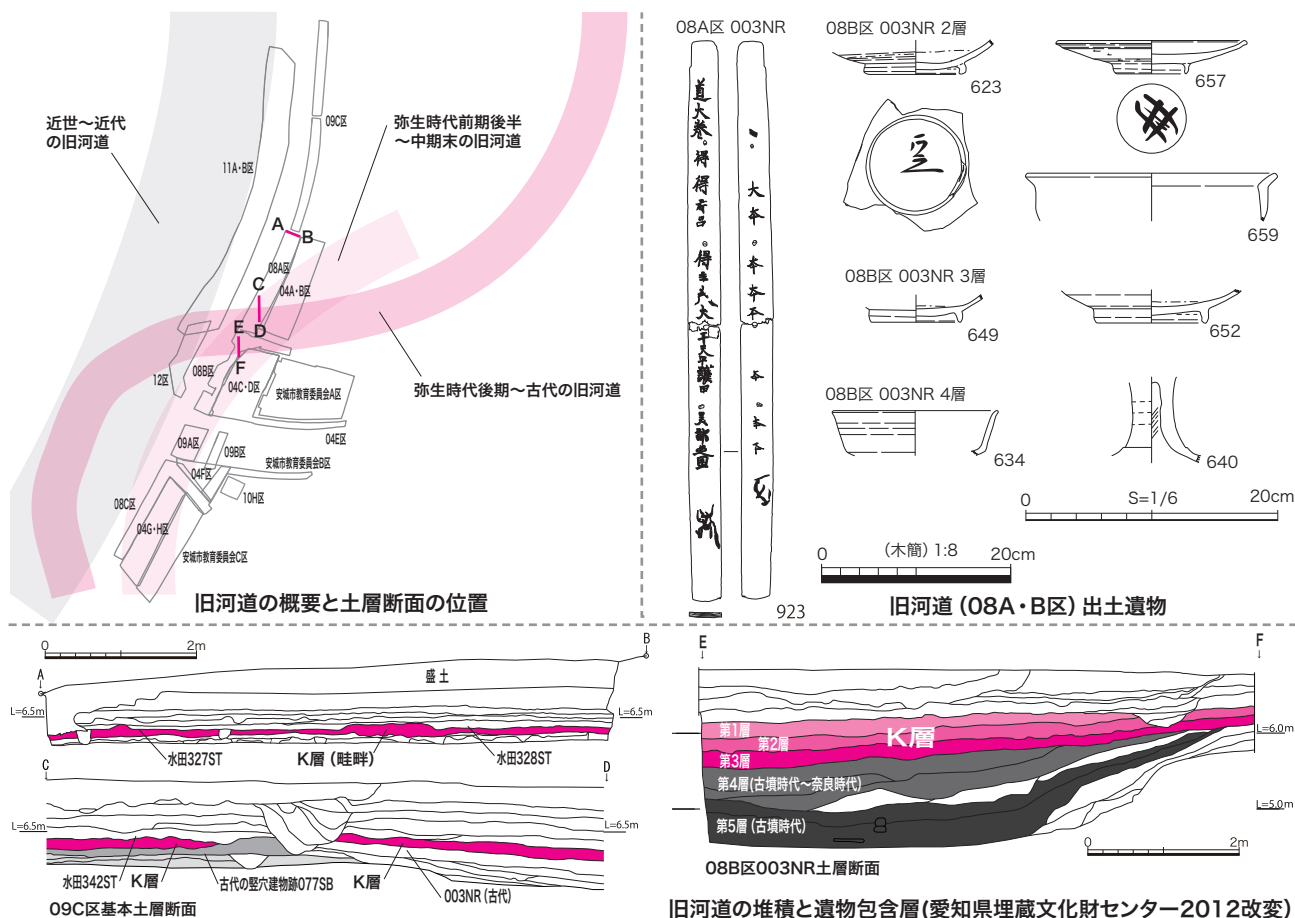 近世〜近代
の旧河道
弥生時代前期後半
〜中期末の旧河道
09C区
11A・B区
A
B
08A区
C
04A・B区
E
D
F
12区
08B区
04C・D区
安城市教育委員会A区
弥生時代後期〜古代の旧河道
04E区
09A区
09B区
安城市教育委員会B区
04F区
10H区
08C区
04G・H区
安城市教育委員会C区
旧河道の概要と土層断面の位置
08A区 003NR
923
08B区 003NR 2層
623
657
豆
659
08B区 003NR 3層
649
652
08B区 003NR 4層
634
640
0 S=1/6 20cm
0 (木簡) 1:8 20cm
旧河道（08A・B区）出土遺物
0 2m
A
B
盛土
L=6.5m
L=6.5m
水田327ST
K層（畦畔）
水田328ST
C
D
L=6.5m
L=6.5m
水田342ST
K層
古代の竪穴建物跡077SB
K層
003NR（古代）
09C区基本土層断面
E
F
第1層
第2層
K層
第3層
第4層(古墳時代〜奈良時代)
第5層（古墳時代）
L=6.0m
L=5.0m
0 2m
08B区003NR土層断面
旧河道の堆積と遺物包含層(愛知県埋蔵文化財センター2012改変)